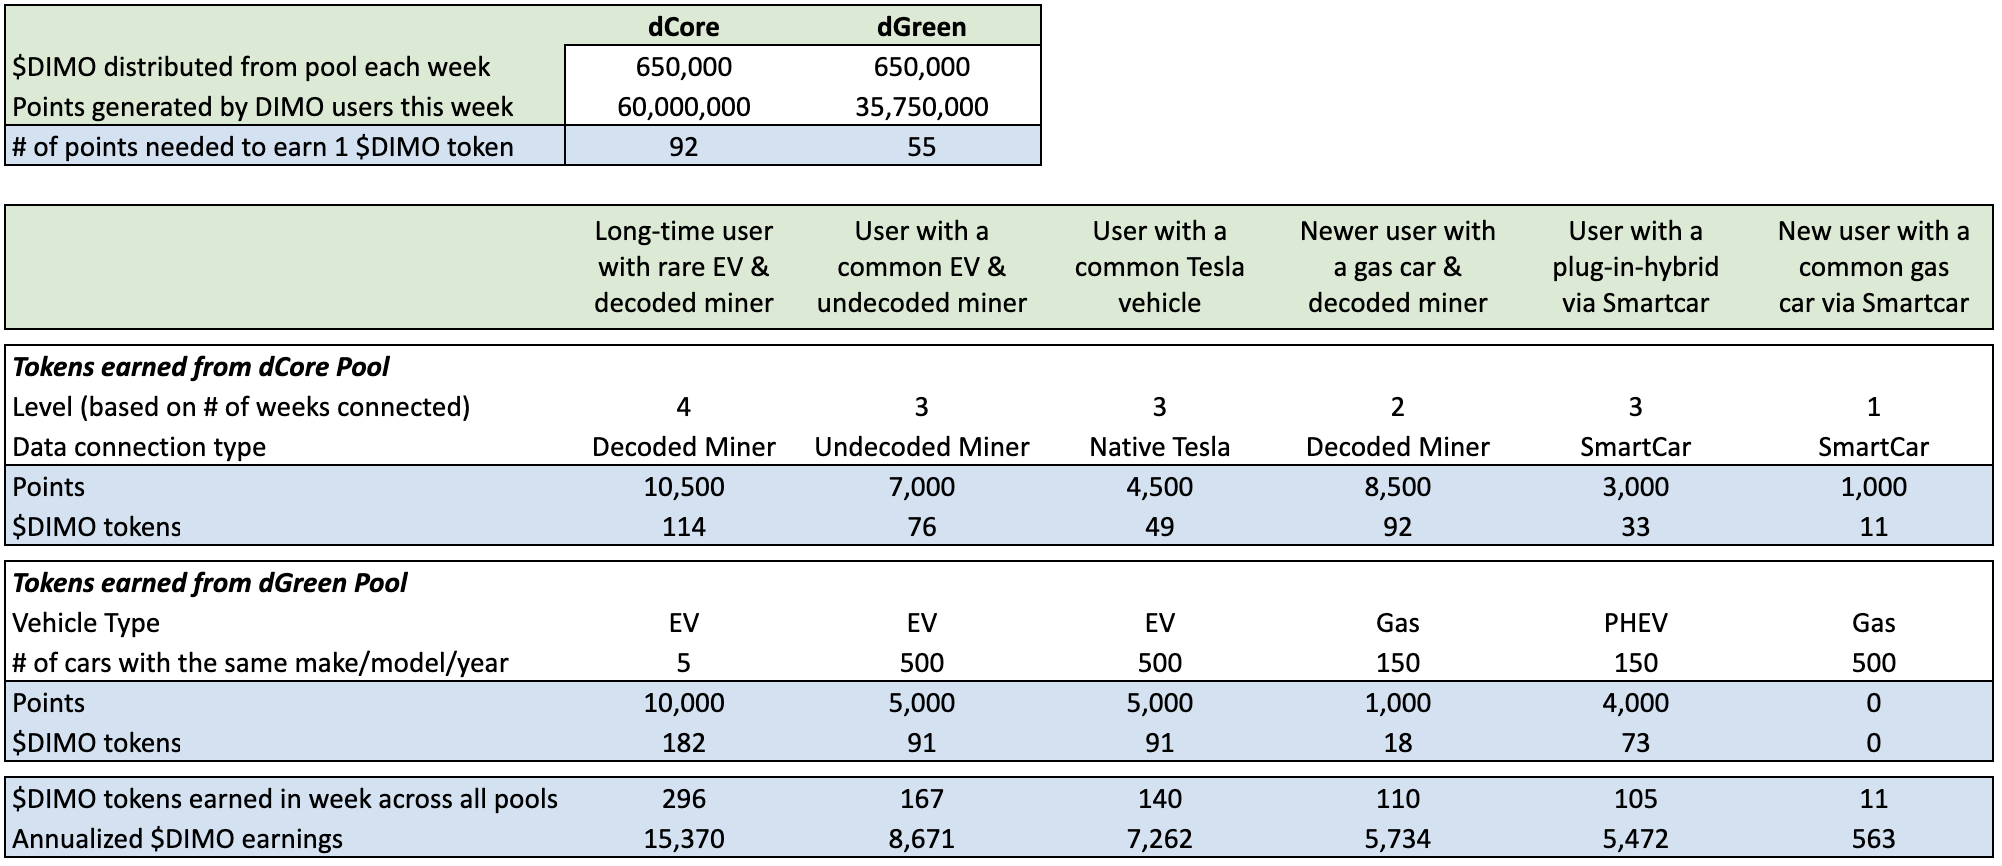 dCore dGreen
$DIMO distributed from pool each week 650,000 650,000
Points generated by DIMO users this week 60,000,000 35,750,000
# of points needed to earn 1 $DIMO token 92 55
Long-time user User with a User with a Newer user with User with a New user with a
with rare EV & common EV & common Tesla a gas car & plug-in-hybrid common gas
decoded miner undecoded miner vehicle decoded miner via Smartcar car via Smartcar
Tokens earned from dCore Pool
Level (based on # of weeks connected) 4 3 3 2 3 1
Data connection type Decoded Miner Undecoded Miner Native Tesla Decoded Miner SmartCar SmartCar
Points 10,500 7,000 4,500 8,500 3,000 1,000
$DIMO tokens 114 76 49 92 33 11
Tokens earned from dGreen Pool
Vehicle Type EV EV EV Gas PHEV Gas
# of cars with the same make/model/year 5 500 500 150 150 500
Points 10,000 5,000 5,000 1,000 4,000 0
$DIMO tokens 182 91 91 18 73 0
$DIMO tokens earned in week across all pools 296 167 140 110 105 11
Annualized $DIMO earnings 15,370 8,671 7,262 5,734 5,472 563